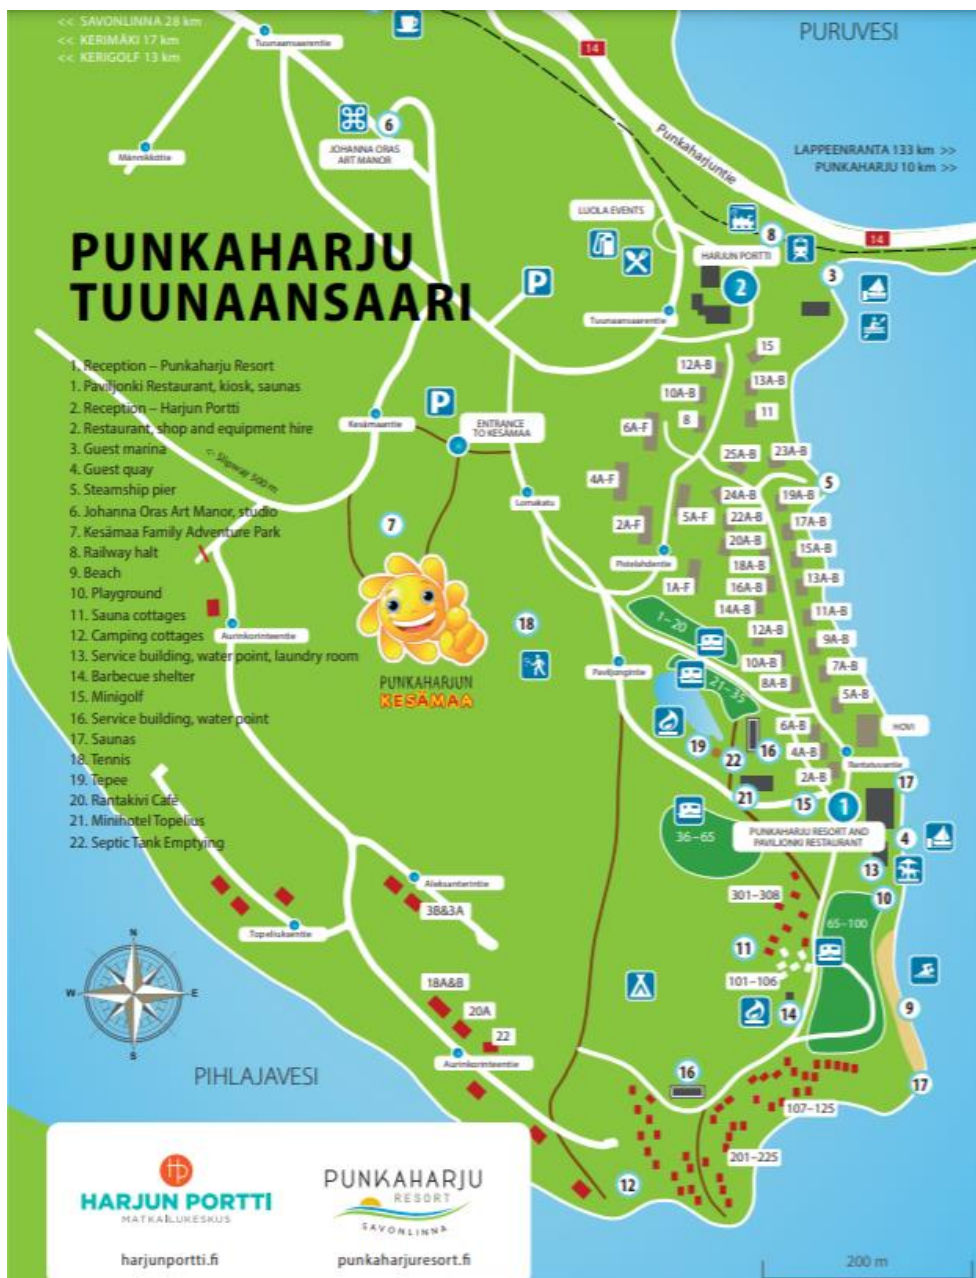 << SAVONLINNA 28 km
<< KERIMÄKI 17 km
<< KERIGOLF 13 km
Tuunaansaarentie
14
PURUVESI
Männikkötie
6
JOHANNA ORAS
ART MANOR
Punkaharjuntie
LAPPEENRANTA 133 km >>
PUNKAHARJU 10 km >>
LUOLA EVENTS
8
14
HARJUN PORTTI
3
2
P
Tuunaansaarentie
PUNKAHARJU
TUUNAANSAARI
1. Reception – Punkaharju Resort
1. Paviljonki Restaurant, kiosk, saunas
2. Reception – Harjun Portti
2. Restaurant, shop and equipment hire
3. Guest marina
4. Guest quay
5. Steamship pier
6. Johanna Oras Art Manor, studio
7. Kesämaa Family Adventure Park
8. Railway halt
9. Beach
10. Playground
11. Sauna cottages
12. Camping cottages
13. Service building, water point, laundry room
14. Barbecue shelter
15. Minigolf
16. Service building, water point
17. Saunas
18. Tennis
19. Tepee
20. Rantakivi Café
21. Minihotel Topelius
22. Septic Tank Emptying
15
12A-B
13A-B
10A-B
P
Kesämaantie
ENTRANCE
TO KESÄMAA
6A-F
8
11
<- Slipway 500 m
25A-B
23A-B
4A-F
5
Lomakatu
24A-B
19A-B
2A-F
5A-F
22A-B
17A-B
7
20A-B
15A-B
Pistelahdentie
18A-B
1A-F
16A-B
13A-B
14A-B
11A-B
Aurinkorinteentie
18
1–20
12A-B
9A-B
10A-B
7A-B
Paviljongintie
21–35
8A-B
5A-B
PUNKAHARJUN
KESÄMAA
6A-B
HOVI
19
22
16
4A-B
Rantatuvantie
2A-B
17
21
15
1
36–65
PUNKAHARJU RESORT AND
PAVILJONKI RESTAURANT
4
13
Aleksanterintie
3B&3A
301–308
10
Topeliuksentie
65–100
11
N
W
E
S
18A&B
101–106
20A
14
9
22
Aurinkorinteentie
PIHLAJAVESI
16
17
107–125
201–225
12
hp
HARJUN PORTTI
MATKAILUKESKUS
harjunportti.fi
PUNKAHARJU
RESORT
SAVONLINNA
punkaharjuresort.fi
200 m